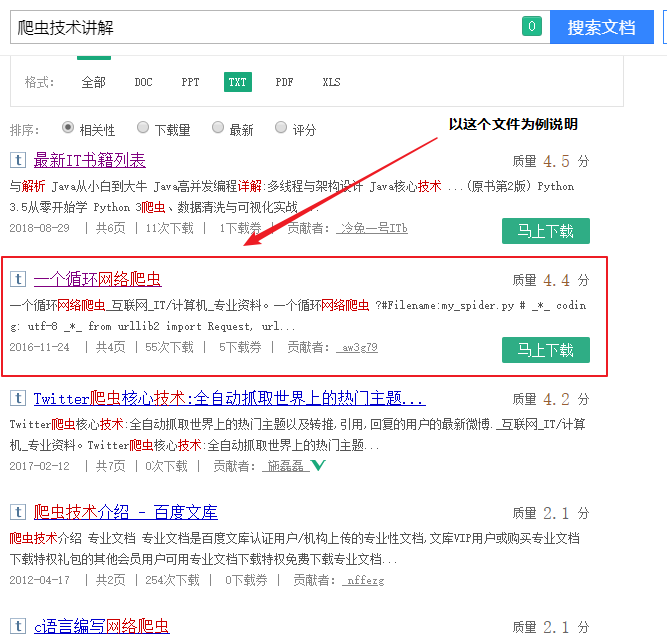 爬虫技术讲解 0 搜索文档
格式: 全部 DOC PPT TXT PDF XLS
以这个文件为例说明
排序: 相关性 下载量 最新 评分
t 最新IT书籍列表 质量 4.5 分
与解析 Java从小白到大牛 Java高并发编程详解:多线程与架构设计 Java核心技术 ...(原书第2版) Python
3.5从零开始学 Python 3爬虫、数据清洗与可视化实战...
2018-08-29 | 共6页 | 11次下载 | 1下载券 | 贡献者: 冷兔一号ITb 马上下载
t 一个循环网络爬虫 质量 4.4 分
一个循环网络爬虫_互联网_IT/计算机_专业资料。一个循环网络爬虫 ?#Filename:my_spider.py # _*_ codin
g: utf-8 _*_ from urllib2 import Request, url...
2016-11-24 | 共4页 | 55次下载 | 5下载券 | 贡献者: aw3g79 马上下载
t Twitter爬虫核心技术:全自动抓取世界上的热门主题... 质量 4.2 分
Twitter爬虫核心技术:全自动抓取世界上的热门主题以及转推,引用,回复的用户的最新微博._互联网_IT/计算
机_专业资料。Twitter爬虫核心技术:全自动抓取世界上的热门主题...
2017-02-12 | 共7页 | 0次下载 | 贡献者: 施磊磊
t 爬虫技术介绍 - 百度文库 质量 2.1 分
爬虫技术介绍 专业文档 专业文档是百度文库认证用户/机构上传的专业性文档,文库VIP用户或购买专业文档
下载特权礼包的其他会员用户可用专业文档下载特权免费下载专业文档...
2012-04-17 | 共2页 | 254次下载 | 0下载券 | 贡献者: nffezg
t c语言编写网络爬虫 质量 2.1 分